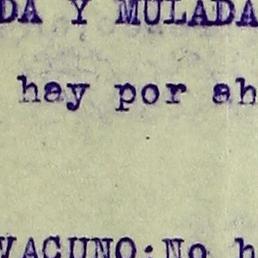 DA Y MULADA
hay por ah
VACUNO: No h